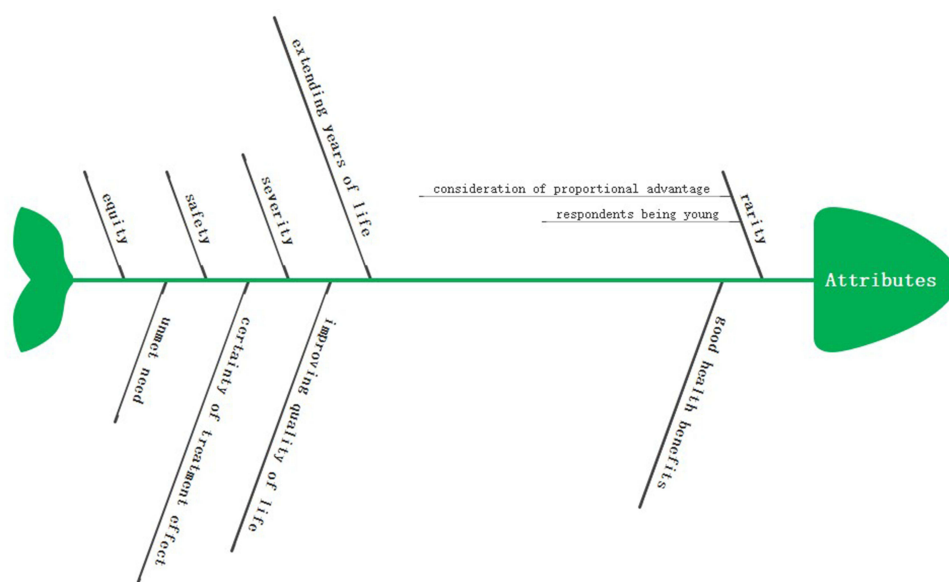 extending years of life
equity
safety
severity
consideration of proportional advantage
respondents being young
rarity
Attributes
unmet need
certainty of treatment effect
improving quality of life
good health benefits